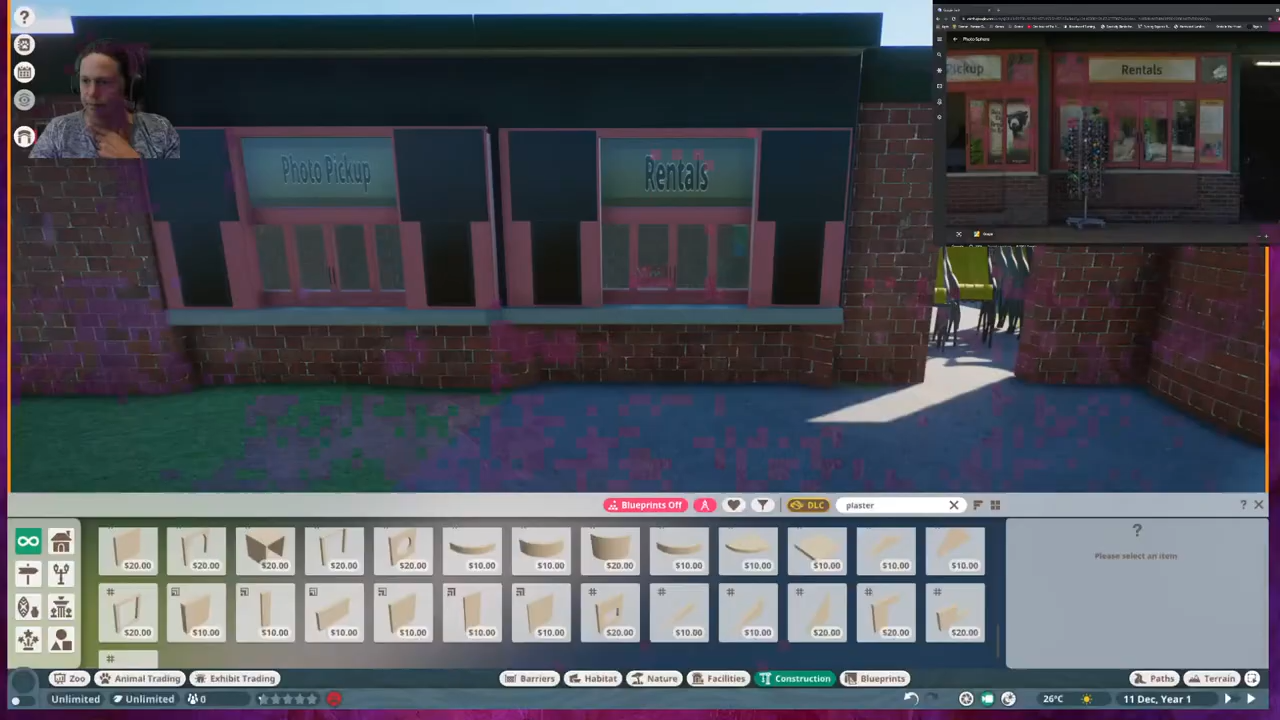 Photo Sphere
Pickup
Rentals
Google
Photo Pickup
Rentals
Blueprints Off
DLC
plaster
?
?
Please select an item
$20.00 $20.00 $20.00 $20.00 $20.00 $10.00 $10.00 $20.00 $10.00 $10.00 $10.00 $10.00 $10.00
$20.00 $10.00 $10.00 $10.00 $10.00 $10.00 $10.00 $20.00 $10.00 $10.00 $20.00 $20.00 $20.00
Zoo
Animal Trading
Exhibit Trading
Barriers
Habitat
Nature
Facilities
Construction
Blueprints
Paths
Terrain
Unlimited
Unlimited
0
26°C
11 Dec, Year 1